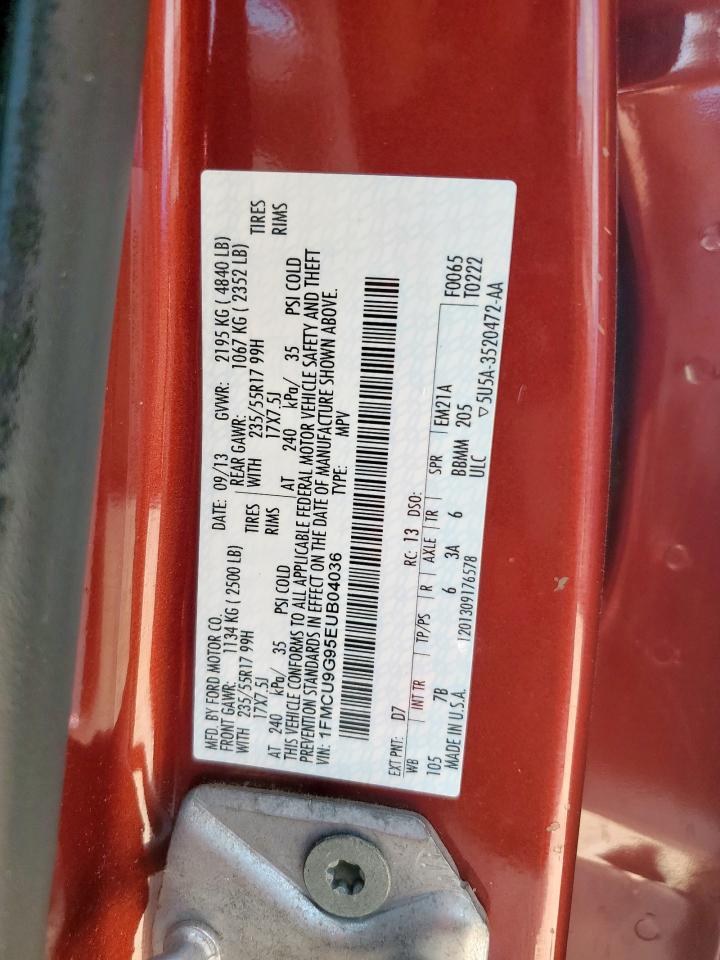 MFD. BY FORD MOTOR CO.
DATE: 09/13 GVWR: 2195 KG ( 4840 LB)
FRONT GAWR: 1134 KG ( 2500 LB) REAR GAWR: 1067 KG ( 2352 LB)
WITH 235/55R17 99H TIRES WITH 235/55R17 99H TIRES
17X7.5J RIMS 17X7.5J RIMS
AT 240 kPa/ 35 PSI COLD AT 240 kPa/ 35 PSI COLD
THIS VEHICLE CONFORMS TO ALL APPLICABLE FEDERAL MOTOR VEHICLE SAFETY AND THEFT
PREVENTION STANDARDS IN EFFECT ON THE DATE OF MANUFACTURE SHOWN ABOVE.
VIN: 1FMCU9G95EUB04036 TYPE: MPV
EXT PNT: D7 RC: 13 DSO: F0065
WB INT TR TP/PS R AXLE TR SPR EM21A T0222
105 7B 6 3A 6 BBMM 205 ▽5U5A-3520472-AA
MADE IN U.S.A. 1201309176578 ULC